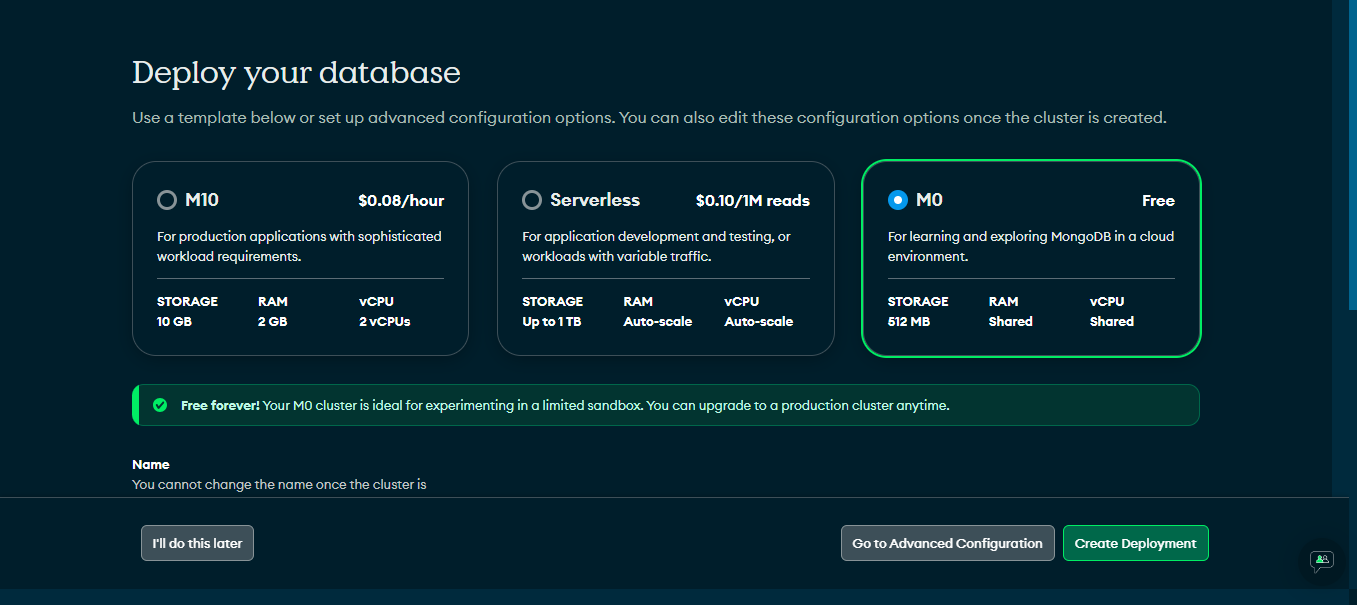 Deploy your database
Use a template below or set up advanced configuration options. You can also edit these configuration options once the cluster is created.
M10 $0.08/hour
For production applications with sophisticated
workload requirements.
STORAGE RAM vCPU
10 GB 2 GB 2 vCPUs
Serverless $0.10/1M reads
For application development and testing, or
workloads with variable traffic.
STORAGE RAM vCPU
Up to 1 TB Auto-scale Auto-scale
M0 Free
For learning and exploring MongoDB in a cloud
environment.
STORAGE RAM vCPU
512 MB Shared Shared
Free forever! Your M0 cluster is ideal for experimenting in a limited sandbox. You can upgrade to a production cluster anytime.
Name
You cannot change the name once the cluster is
I'll do this later
Go to Advanced Configuration
Create Deployment